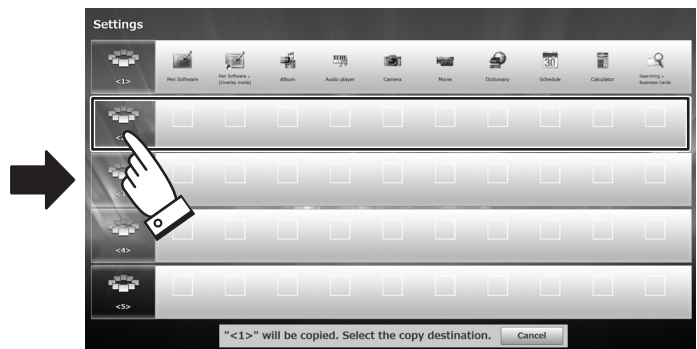 Settings
<1>
Pen Software
Pen Software
(Overlay mode)
Album
Audio player
Camera
Movie
Dictionary
30
Schedule
Calculator
Searching
Business Cards
<3
<4>
<5>
"<1>" will be copied. Select the copy destination.
Cancel